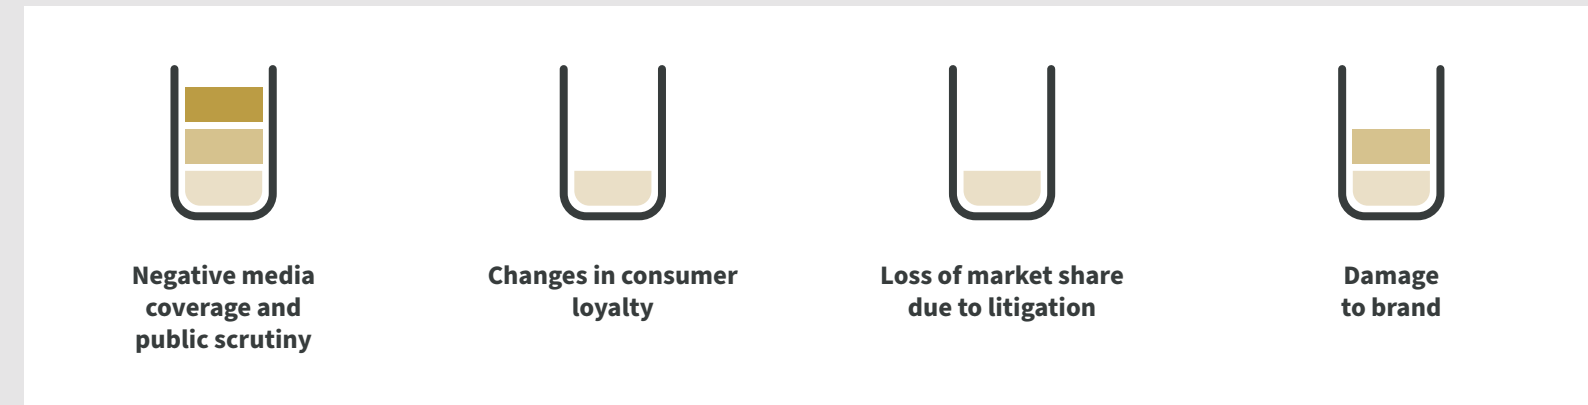 Negative media
coverage and
public scrutiny
Changes in consumer
loyalty
Loss of market share
due to litigation
Damage
to brand